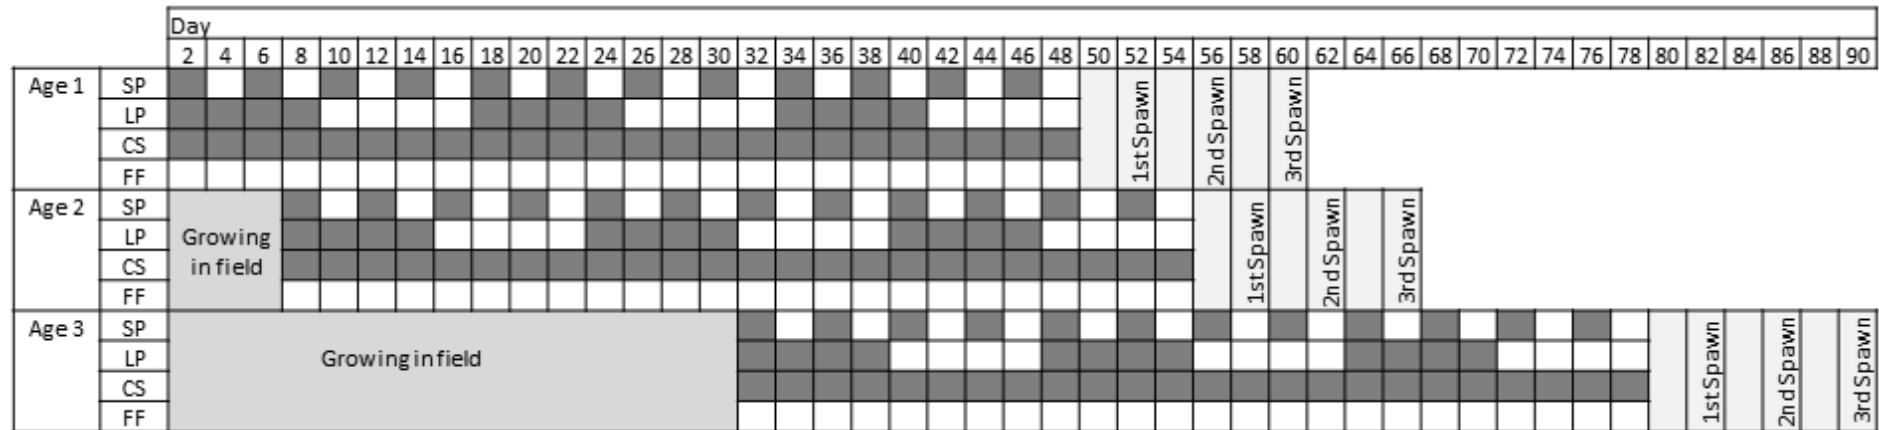 Day
2 4 6 8 10 12 14 16 18 20 22 24 26 28 30 32 34 36 38 40 42 44 46 48 50 52 54 56 58 60 62 64 66 68 70 72 74 76 78 80 82 84 86 88 90
Age 1 SP
LP
CS
FF
1st Spawn
2nd Spawn
3rd Spawn
Age 2 SP
LP
CS
FF
Growing
in field
1st Spawn
2nd Spawn
3rd Spawn
Age 3 SP
LP
CS
FF
Growing in field
1st Spawn
2nd Spawn
3rd Spawn